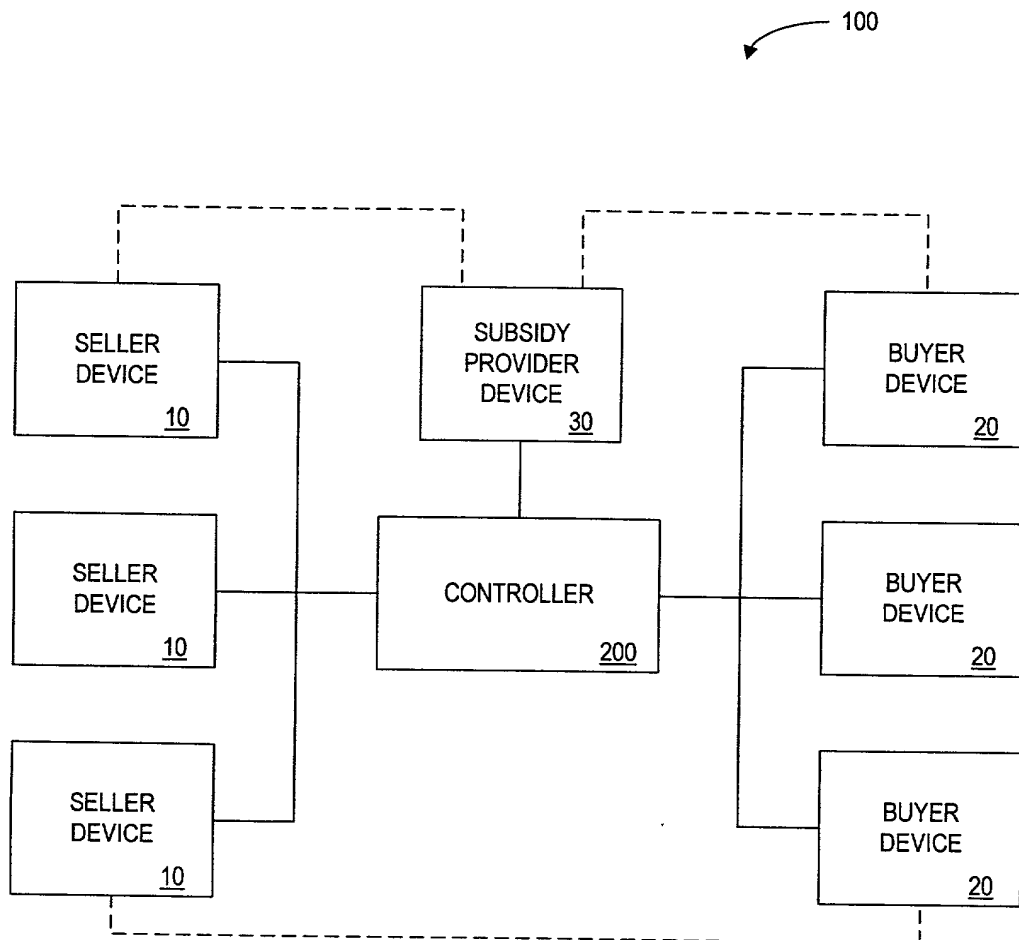 100
SELLER
DEVICE
10
SUBSIDY
PROVIDER
DEVICE
30
BUYER
DEVICE
20
SELLER
DEVICE
10
CONTROLLER
200
BUYER
DEVICE
20
SELLER
DEVICE
10
BUYER
DEVICE
20